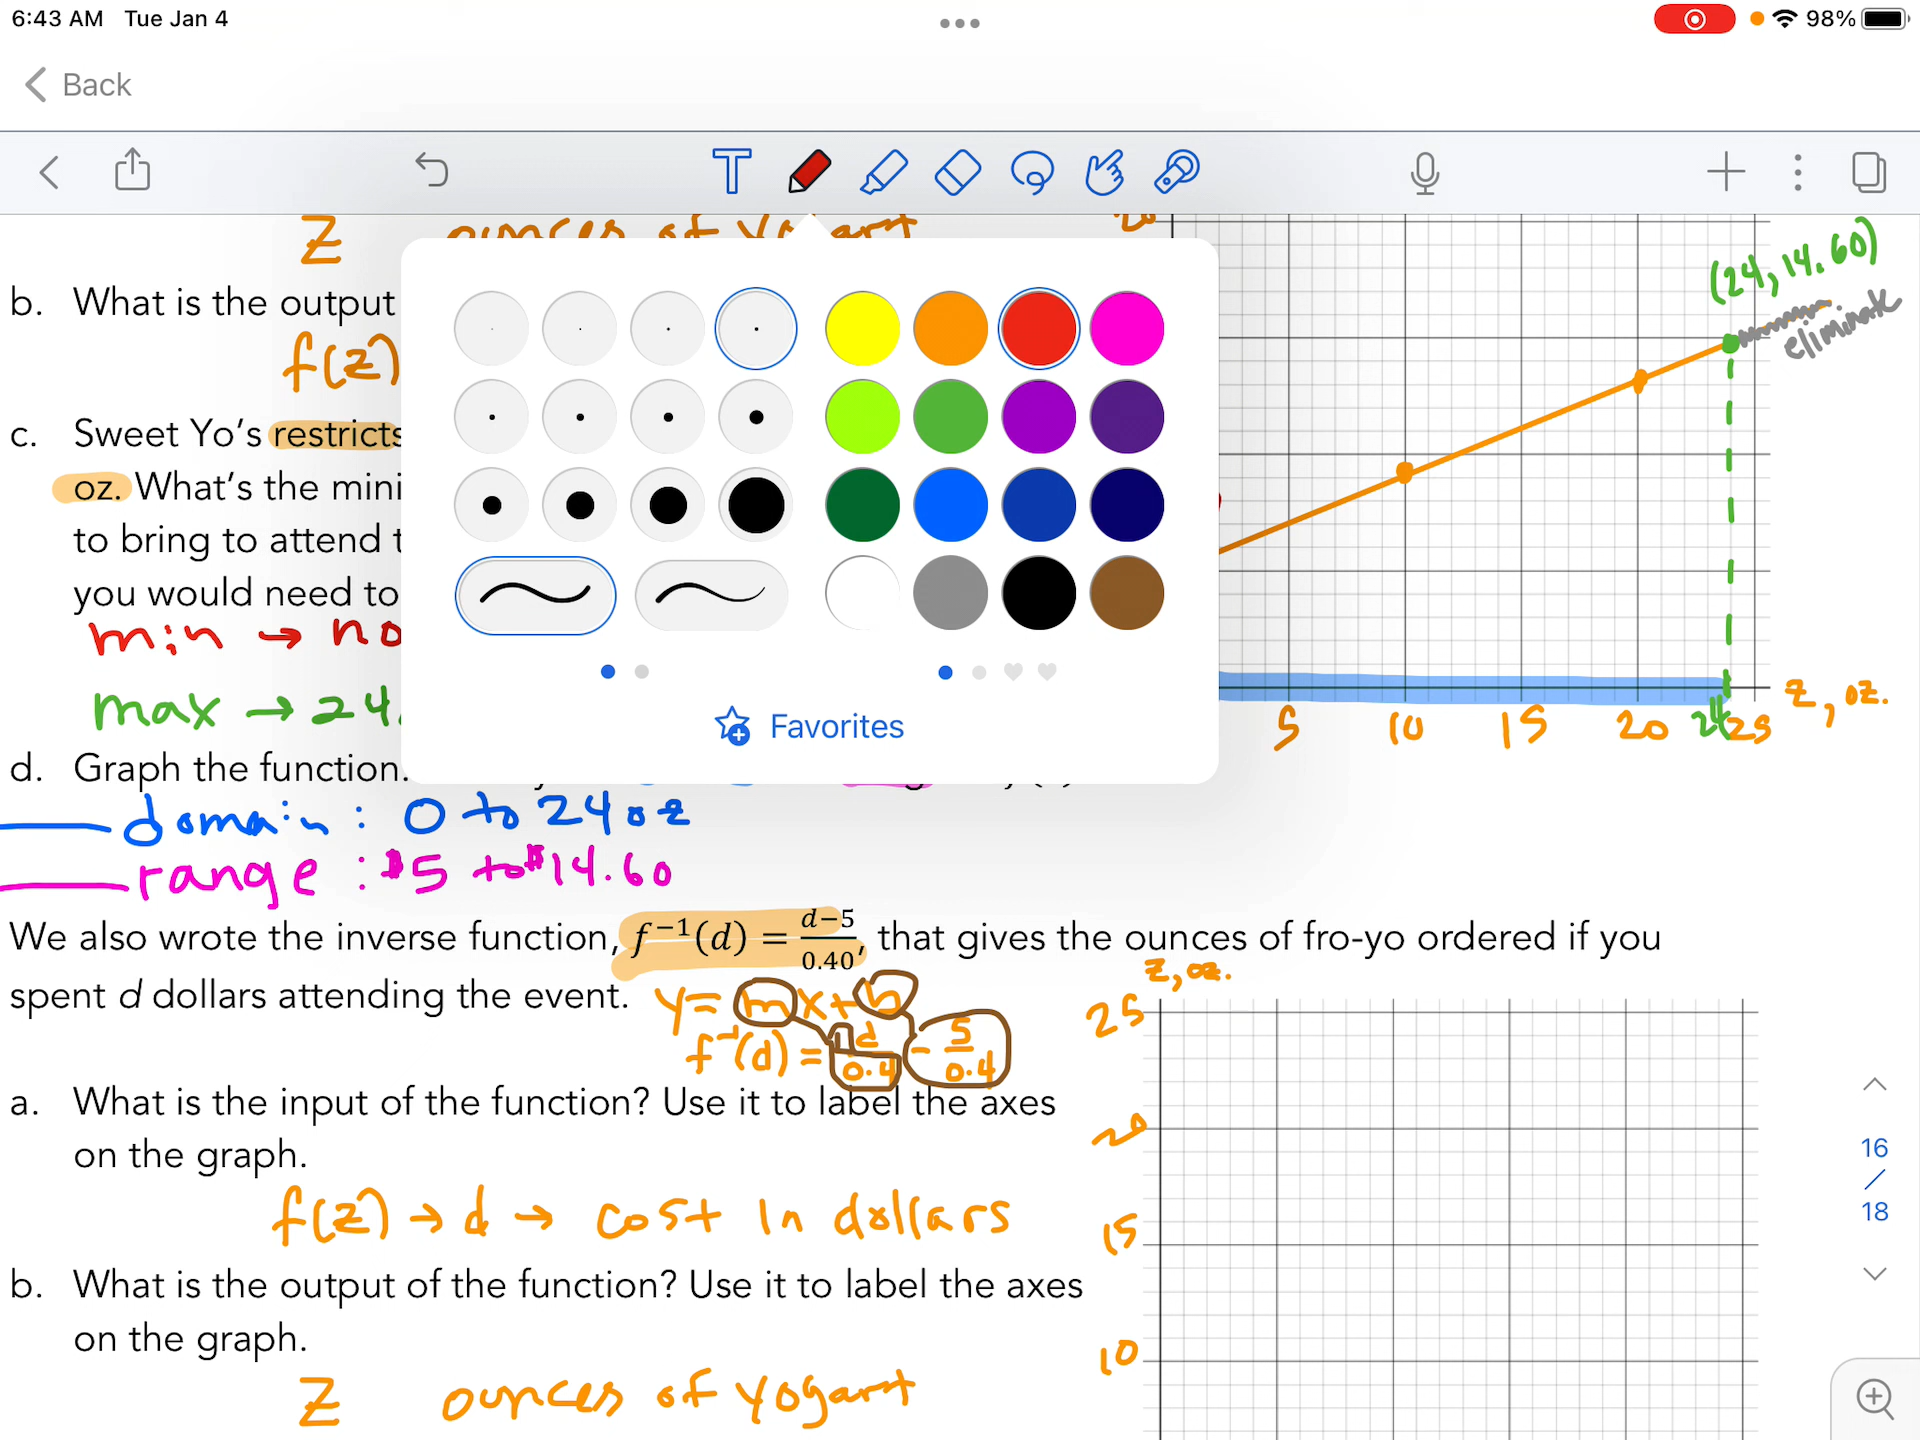 6:43 AM Tue Jan 4
98%
Back
T
Z ounces of yogart
20
(24, 14.60)
eliminate
b. What is the output
f(z)
c. Sweet Yo's restricts
oz. What's the mini
to bring to attend t
you would need to
min → no
max → 24.
Favorites
5 10 15 20 24 25 z, oz.
d. Graph the function.
domain : 0 to 24 oz
range : $5 to $14.60
We also wrote the inverse function, f⁻¹(d) = d−5/0.40, that gives the ounces of fro-yo ordered if you
spent d dollars attending the event.
y = mx + b
f⁻¹(d) = 1d/0.4 - 5/0.4
z, oz.
25
20
15
10
a. What is the input of the function? Use it to label the axes
on the graph.
f(z) → d → cost in dollars
b. What is the output of the function? Use it to label the axes
on the graph.
Z ounces of yogart
16
/
18